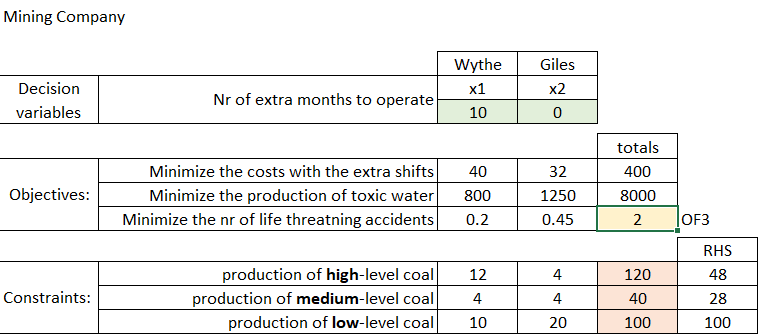 Mining Company
Wythe Giles
Decision variables Nr of extra months to operate x1 x2
10 0
totals
Objectives: Minimize the costs with the extra shifts 40 32 400
Minimize the production of toxic water 800 1250 8000
Minimize the nr of life threatning accidents 0.2 0.45 2 OF3
RHS
Constraints: production of high-level coal 12 4 120 48
production of medium-level coal 4 4 40 28
production of low-level coal 10 20 100 100